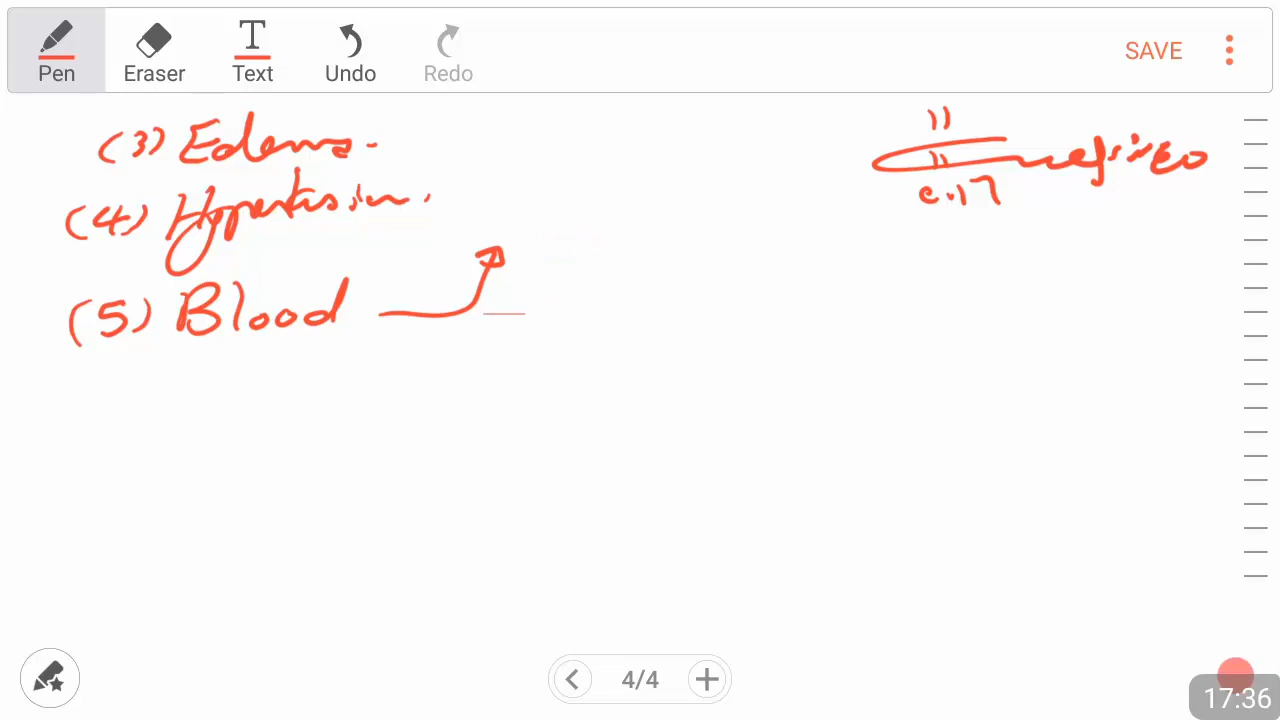 Pen Eraser Text Undo Redo SAVE
(3) Edema.
(4) Hypertension.
(5) Blood
4/4
17:36